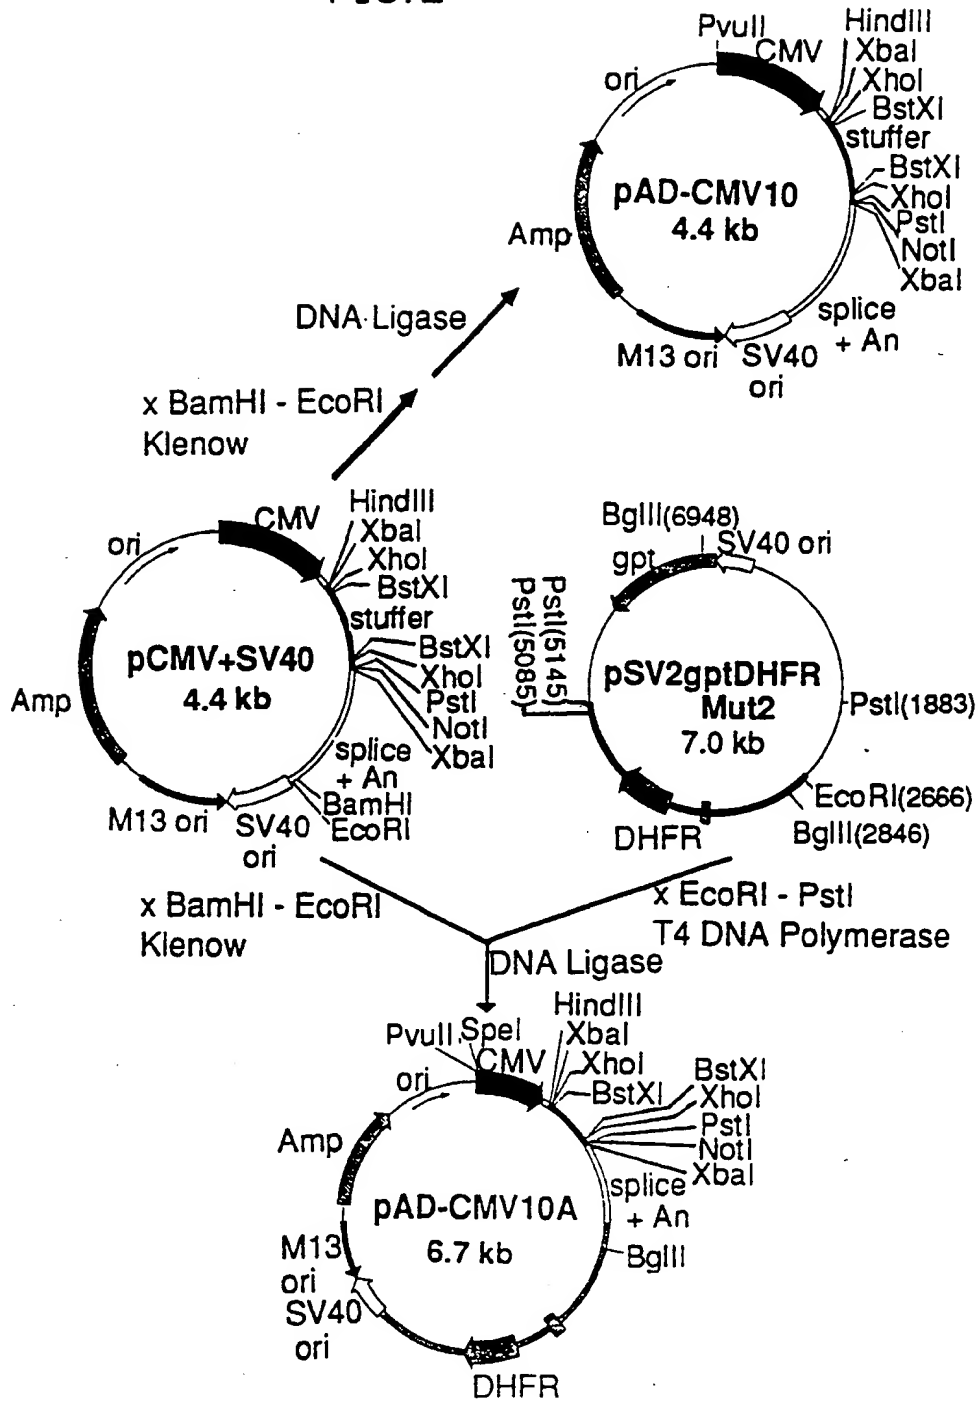 PvuII
CMV
HindIII
XbaI
XhoI
BstXI
stuffer
BstXI
XhoI
PstI
NotI
XbaI
splice
+ An
SV40
ori
M13 ori
Amp
ori
pAD-CMV10
4.4 kb
DNA Ligase
x BamHI - EcoRI
Klenow
CMV
HindIII
XbaI
XhoI
BstXI
stuffer
BstXI
XhoI
PstI
NotI
XbaI
splice
+ An
BamHI
EcoRI
SV40
ori
M13 ori
Amp
ori
pCMV+SV40
4.4 kb
BglII(6948)
SV40 ori
gpt
PstI(5145)
PstI(5085)
pSV2gptDHFR
Mut2
7.0 kb
PstI(1883)
EcoRI(2666)
BglII(2846)
DHFR
x BamHI - EcoRI
Klenow
x EcoRI - PstI
T4 DNA Polymerase
DNA Ligase
PvuII
SpeI
CMV
HindIII
XbaI
XhoI
BstXI
BstXI
XhoI
PstI
NotI
XbaI
splice
+ An
BglII
DHFR
SV40
ori
M13
ori
Amp
ori
pAD-CMV10A
6.7 kb